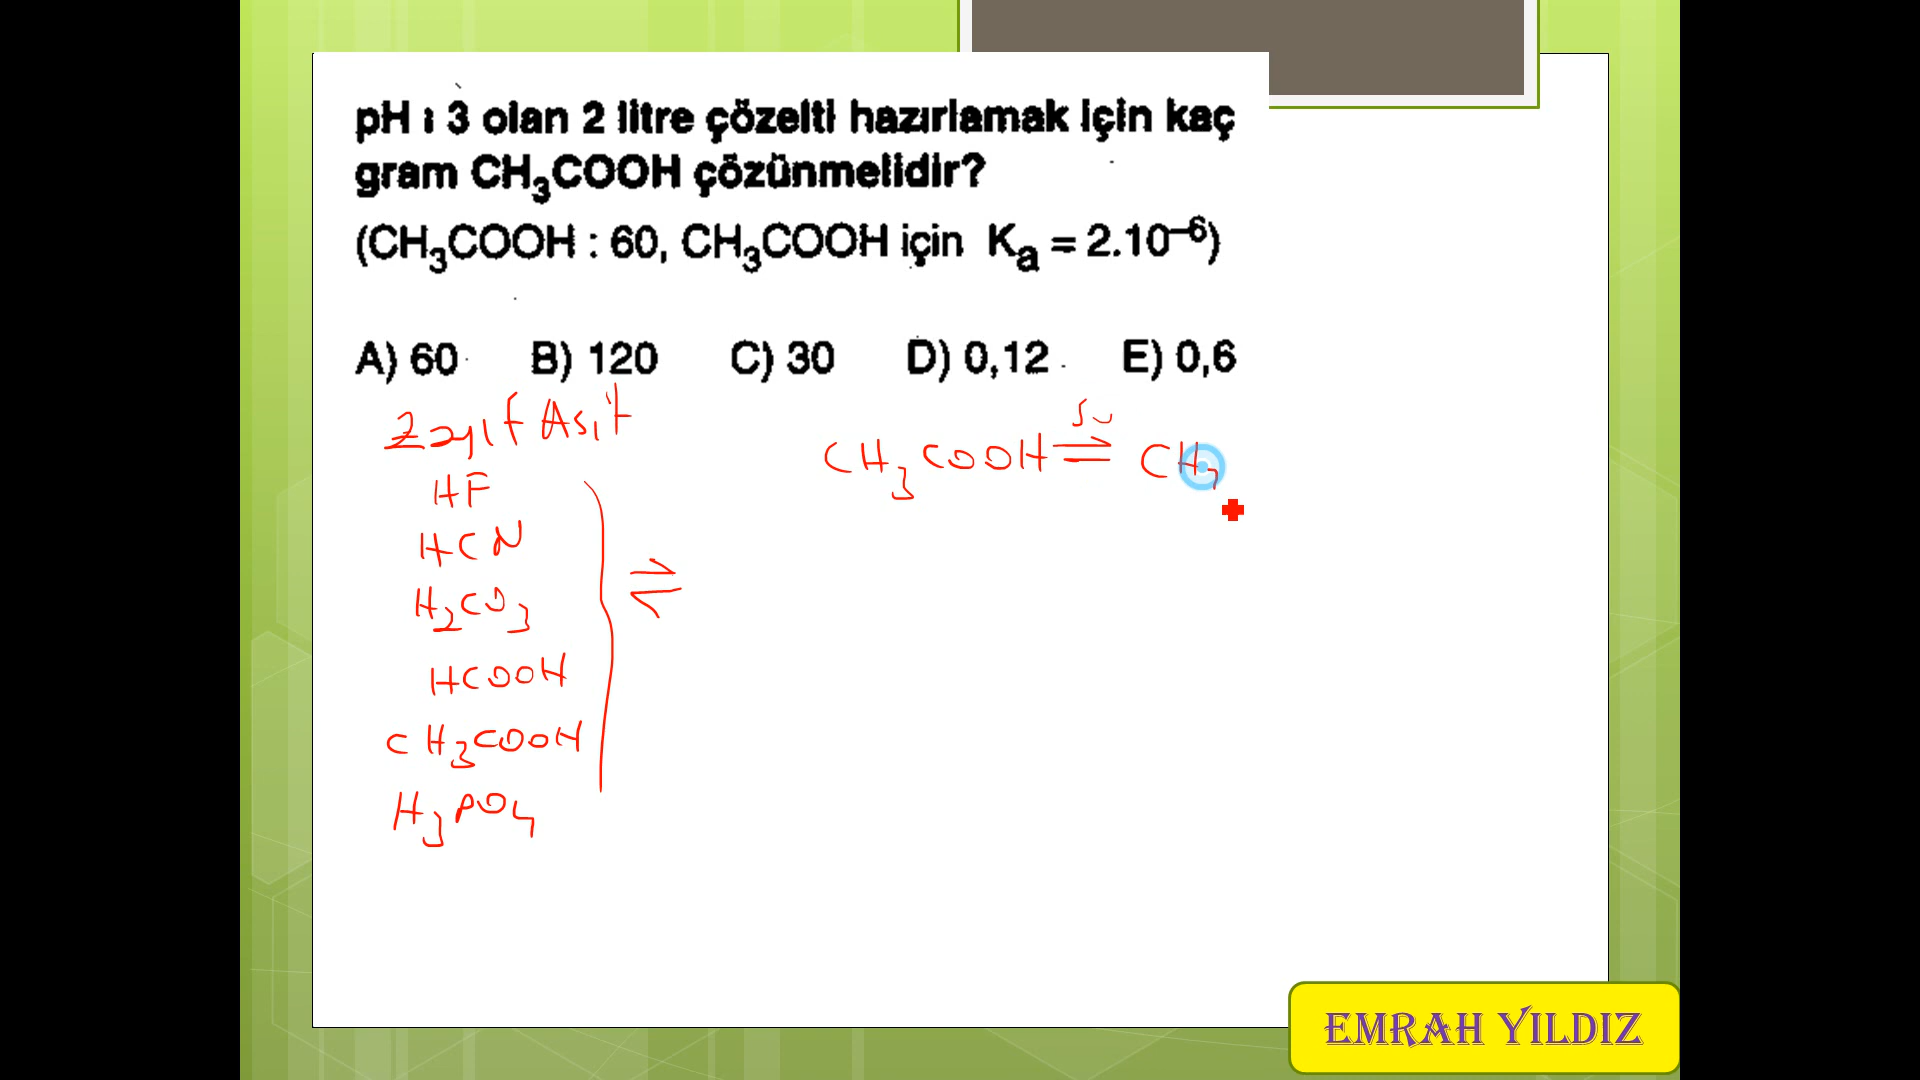 pH ı 3 olan 2 litre çözelti hazırlamak için kaç
gram CH₃COOH çözünmelidir?
(CH₃COOH : 60, CH₃COOH için Kₐ = 2.10⁻⁶)
A) 60 B) 120 C) 30 D) 0,12 E) 0,6
Zayıf Asit
HF
HCN
H₂CO₃
HCOOH
CH₃COOH
H₃PO₄
⇌
Su
CH₃COOH ⇌ CH
EMRAH YILDIZ